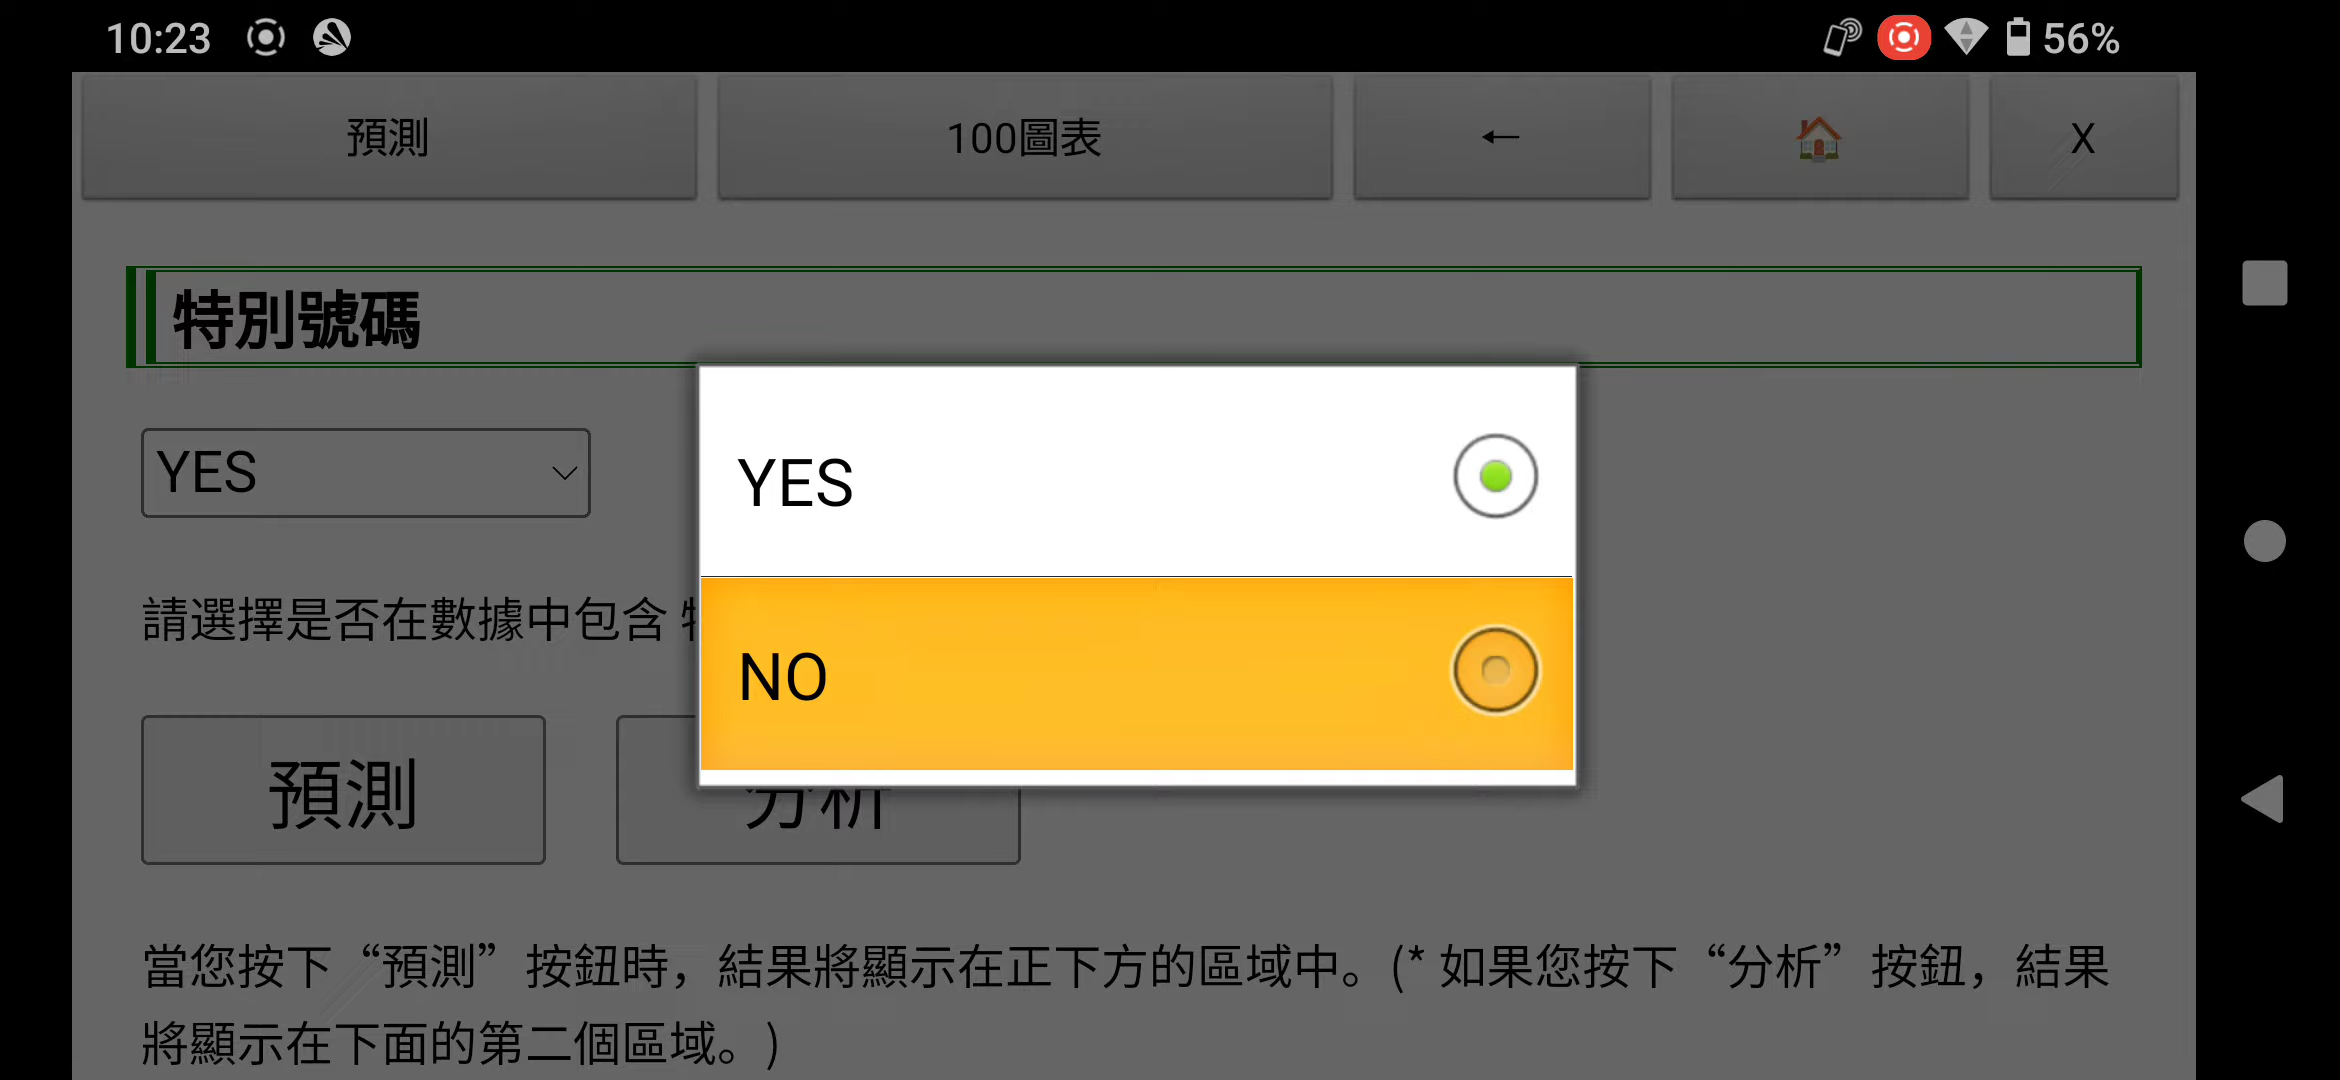 10:23
56%
預測
100圖表
←
X
特別號碼
YES
YES
請選擇是否在數據中包含
NO
預測
分析
當您按下“預測”按鈕時，結果將顯示在正下方的區域中。(* 如果您按下“分析”按鈕，結果
將顯示在下面的第二個區域。)